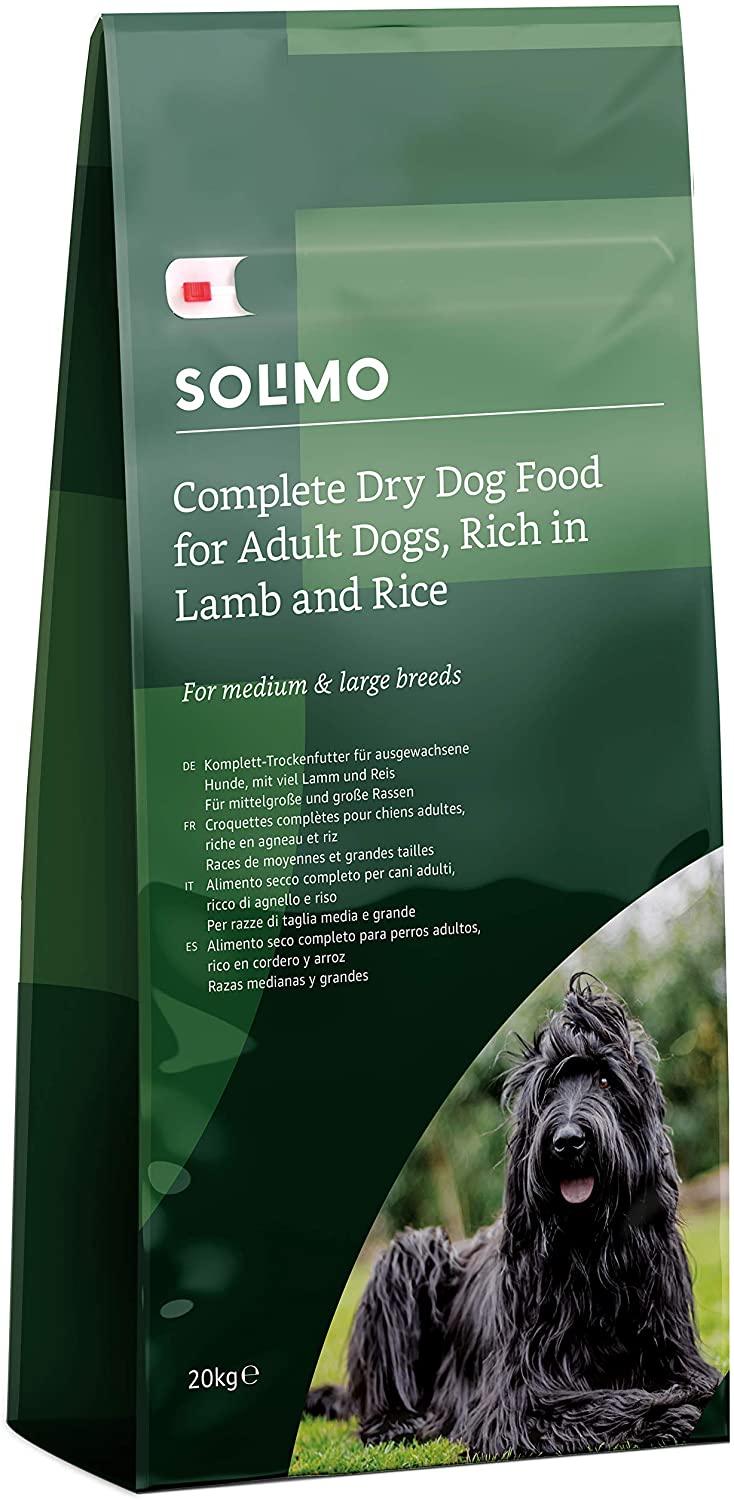 SOLIMO
Complete Dry Dog Food
for Adult Dogs, Rich in
Lamb and Rice
For medium & large breeds
DE Komplett-Trockenfutter für ausgewachsene
Hunde, mit viel Lamm und Reis
Für mittelgroße und große Rassen
FR Croquettes complètes pour chiens adultes,
riche en agneau et riz
Races de moyennes et grandes tailles
IT Alimento secco completo per cani adulti,
ricco di agnello e riso
Per razze di taglia media e grande
ES Alimento seco completo para perros adultos,
rico en cordero y arroz
Razas medianas y grandes
20kg℮